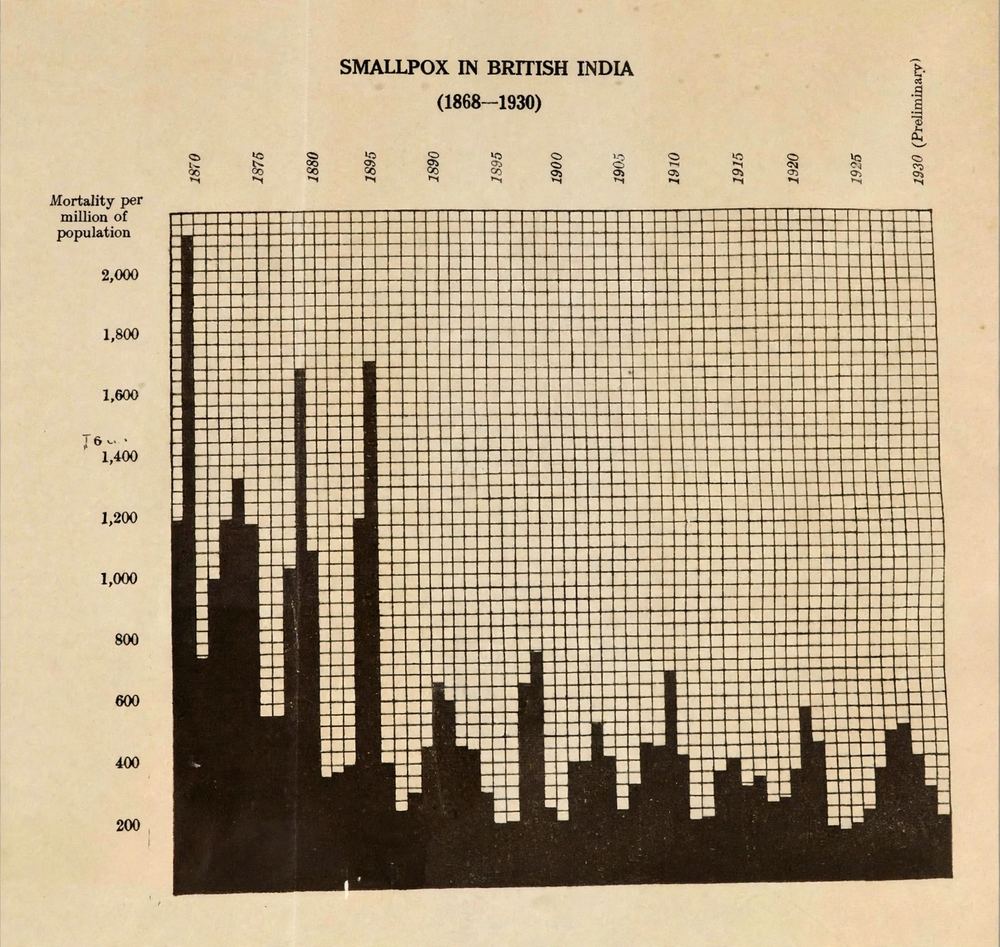 SMALLPOX IN BRITISH INDIA
(1868—1930)
1870 1875 1880 1895 1890 1895 1900 1905 1910 1915 1920 1925 1930 (Preliminary)
Mortality per
million of
population
2,000
1,800
1,600
1,400
1,200
1,000
800
600
400
200